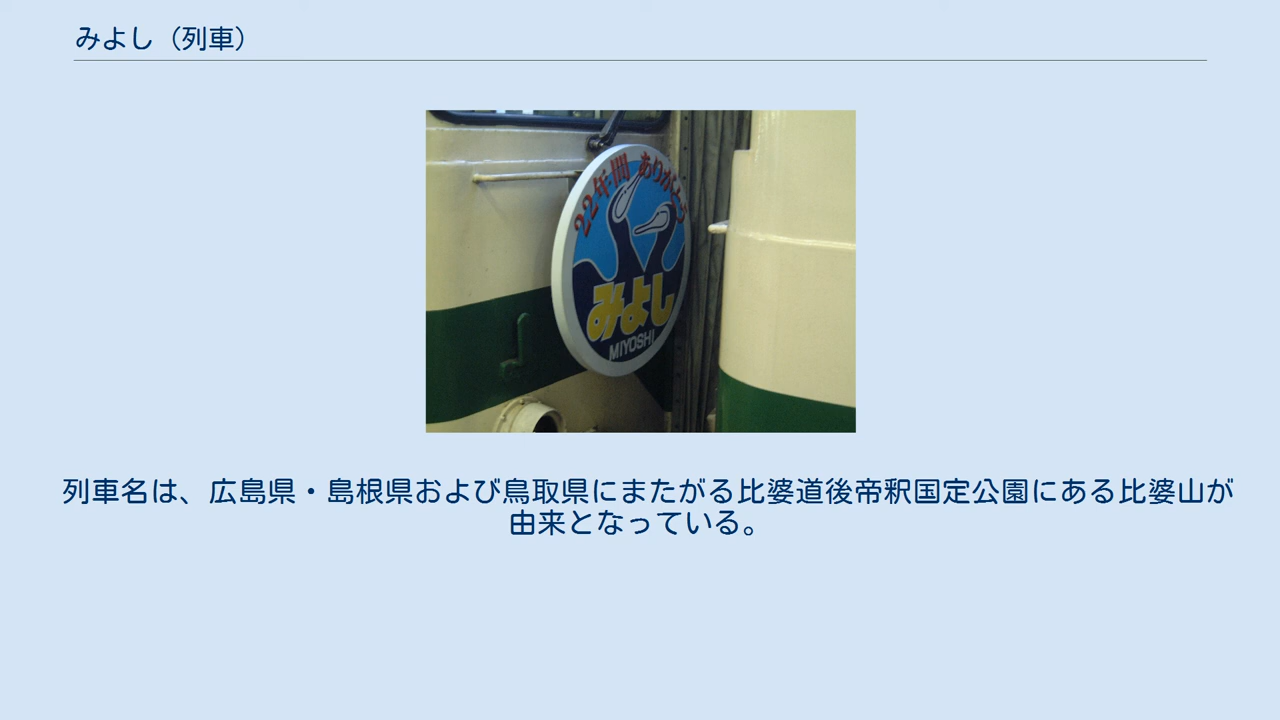 みよし（列車）
22年間 ありがとう
みよし
MIYOSHI
列車名は、広島県・島根県および鳥取県にまたがる比婆道後帝釈国定公園にある比婆山が
由来となっている。